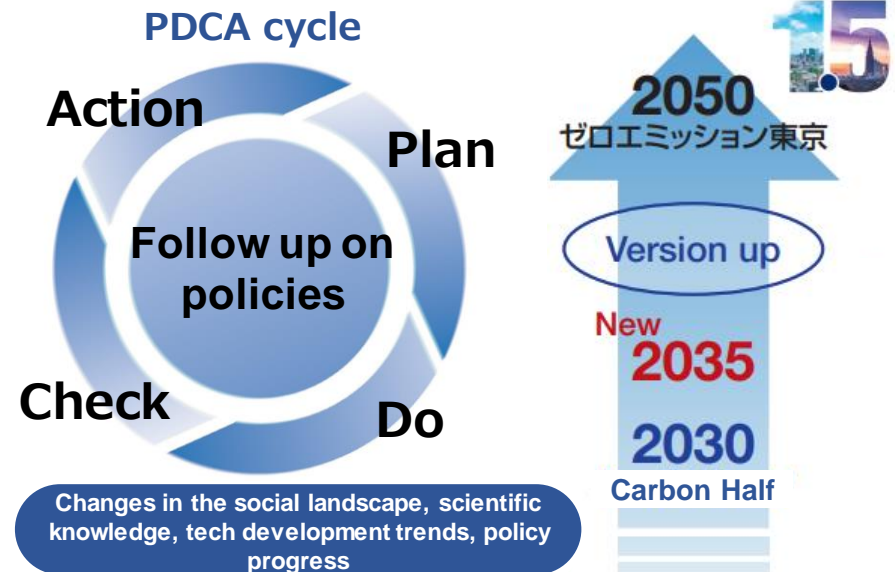 PDCA cycle
Action
Plan
Follow up on
policies
Check
Do
Changes in the social landscape, scientific
knowledge, tech development trends, policy
progress
1.5
2050
ゼロエミッション東京
Version up
New
2035
2030
Carbon Half